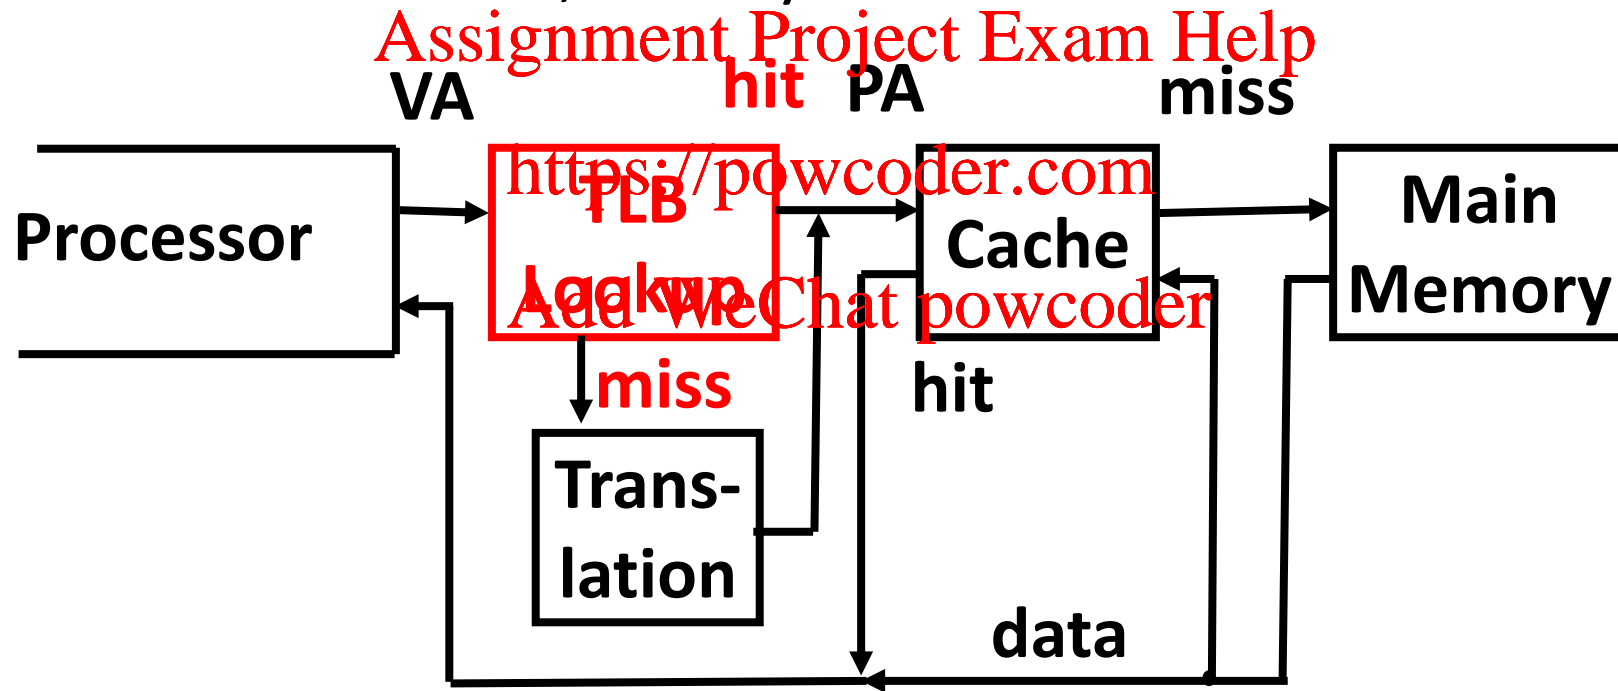 Assignment Project Exam Help
VA
hit
PA
miss
https://powcoder.com
Processor
TLB
Lookup
Cache
Main
Memory
Add WeChat powcoder
miss
hit
Trans-
lation
data